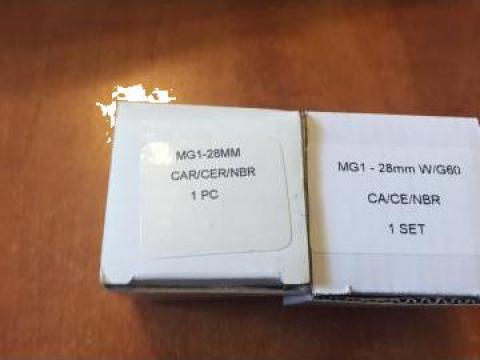 MG1-28MM
CAR/CER/NBR
1 PC
MG1 - 28mm W/G60
CA/CE/NBR
1 SET